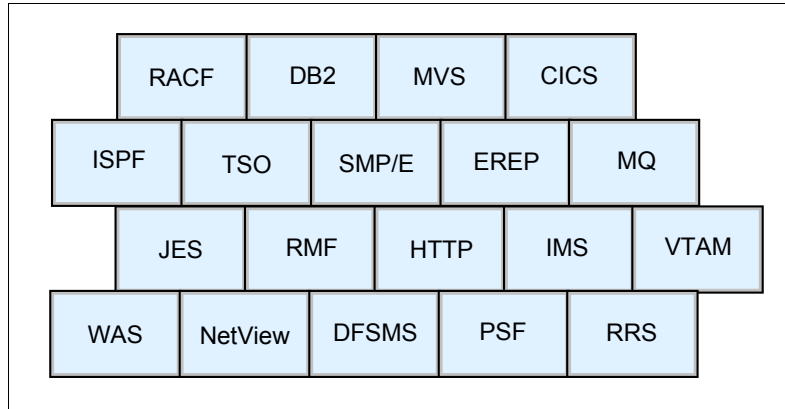 RACF DB2 MVS CICS
ISPF TSO SMP/E EREP MQ
JES RMF HTTP IMS VTAM
WAS NetView DFSMS PSF RRS